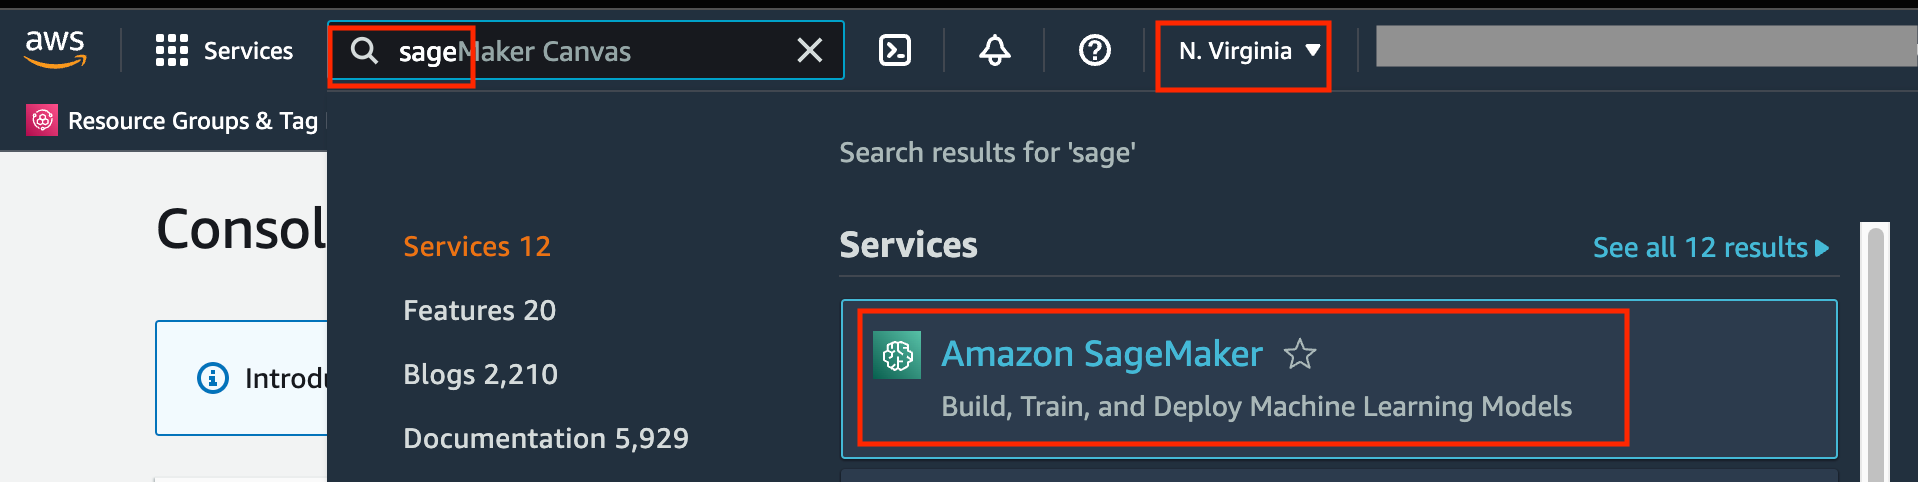 aws
Services
sageMaker Canvas
N. Virginia
Resource Groups & Tag
Search results for 'sage'
Consol
Services 12
Services
See all 12 results
Features 20
Amazon SageMaker
Blogs 2,210
Introdu
Build, Train, and Deploy Machine Learning Models
Documentation 5,929